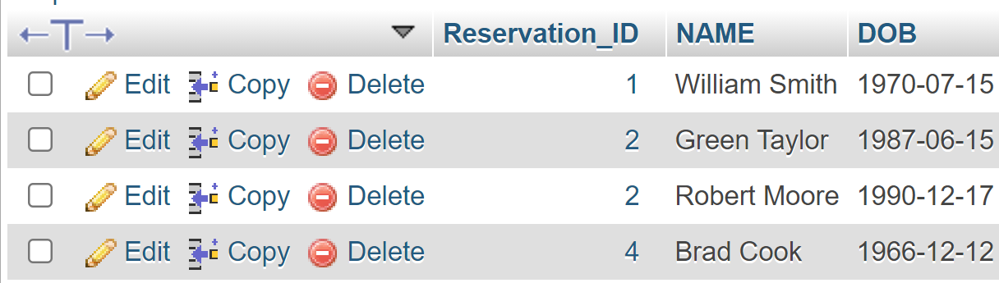 Reservation_ID NAME DOB
Edit Copy Delete 1 William Smith 1970-07-15
Edit Copy Delete 2 Green Taylor 1987-06-15
Edit Copy Delete 2 Robert Moore 1990-12-17
Edit Copy Delete 4 Brad Cook 1966-12-12